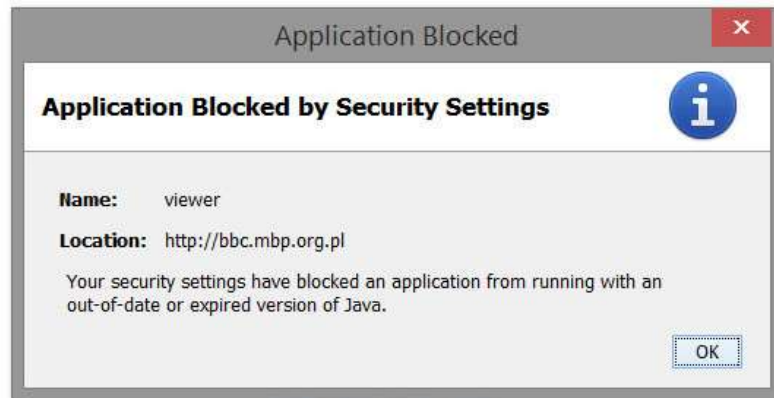 Application Blocked
Application Blocked by Security Settings
Name: viewer
Location: http://bbc.mbp.org.pl
Your security settings have blocked an application from running with an
out-of-date or expired version of Java.
OK